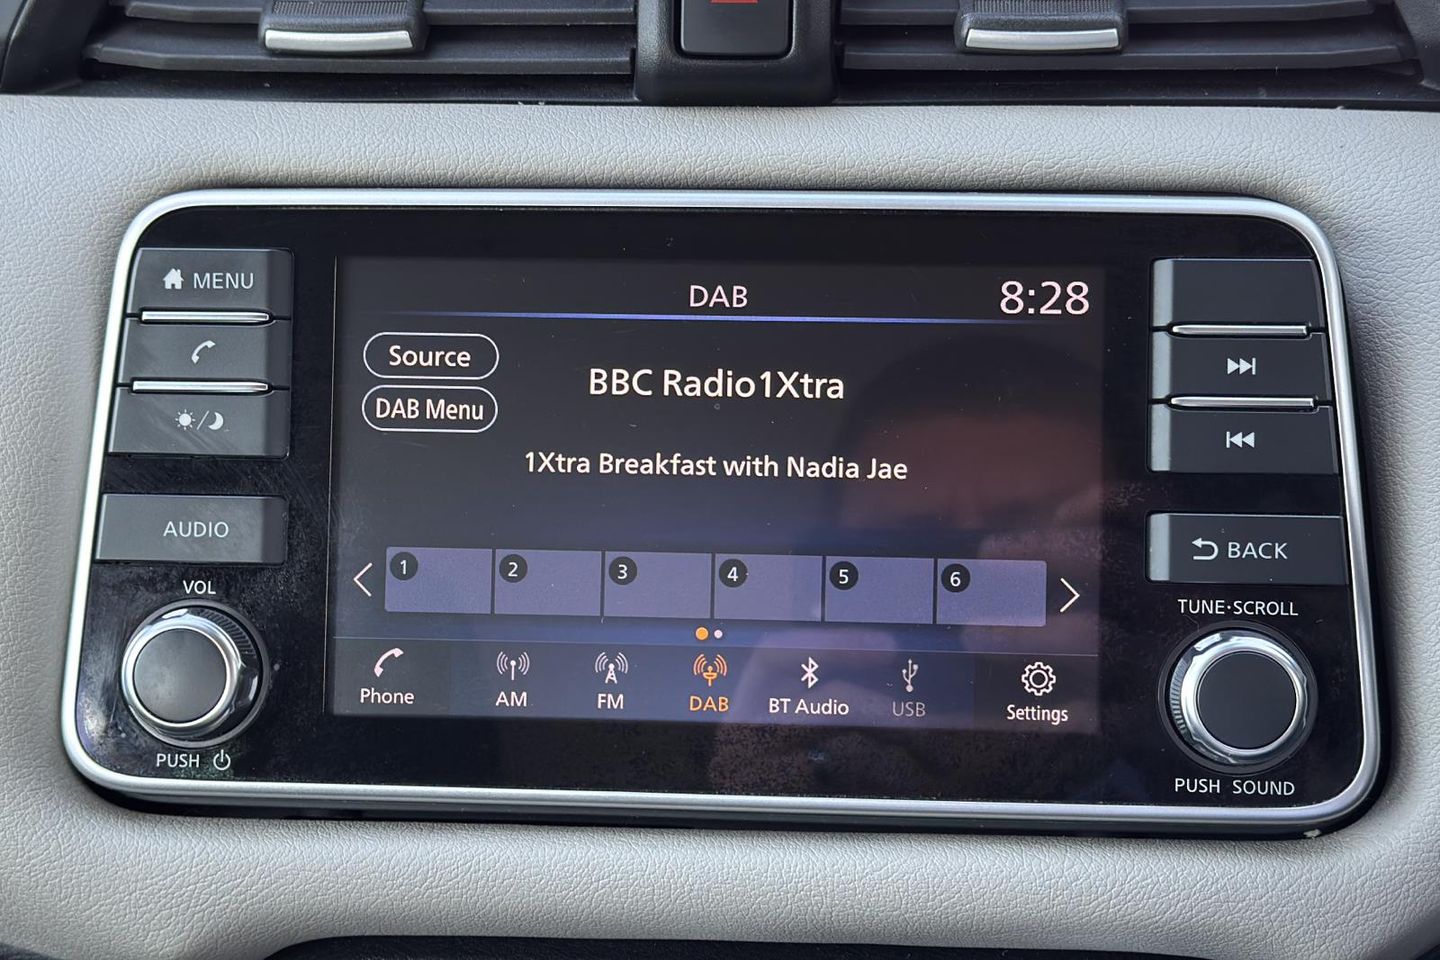 MENU
DAB
8:28
Source
DAB Menu
BBC Radio1Xtra
1Xtra Breakfast with Nadia Jae
AUDIO
BACK
1 2 3 4 5 6
VOL
TUNE·SCROLL
Phone
AM
FM
DAB
BT Audio
USB
Settings
PUSH
PUSH SOUND